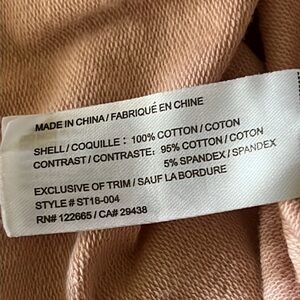 MADE IN CHINA / FABRIQUÉ EN CHINE
SHELL / COQUILLE : 100% COTTON / COTON
CONTRAST / CONTRASTE: 95% COTTON / COTON
5% SPANDEX / SPANDEX
EXCLUSIVE OF TRIM / SAUF LA BORDURE
STYLE # ST18-004
RN# 122665 / CA# 29438